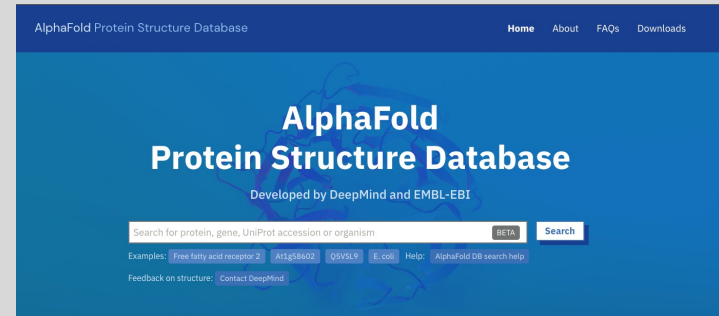 AlphaFold Protein Structure Database
Home About FAQs Downloads
AlphaFold
Protein Structure Database
Developed by DeepMind and EMBL-EBI
Search for protein, gene, UniProt accession or organism BETA Search
Examples: Free fatty acid receptor 2 At1g58602 Q5VSL9 E. coli Help: AlphaFold DB search help
Feedback on structure: Contact DeepMind